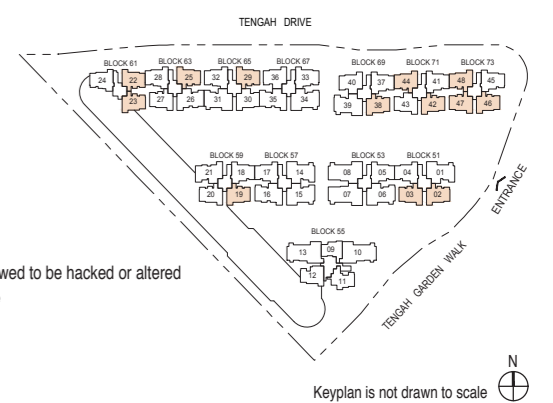 TENGAH DRIVE
BLOCK 61 BLOCK 63 BLOCK 65 BLOCK 67 BLOCK 69 BLOCK 71 BLOCK 73
24 22 28 25 32 29 36 33 40 37 44 41 48 45
23 27 26 31 30 35 34 39 38 43 42 47 46
BLOCK 59 BLOCK 57 BLOCK 53 BLOCK 51
21 18 17 14 08 05 04 01
20 19 16 15 07 06 03 02
ENTRANCE
BLOCK 55
13 09 10
12 11
TENGAH GARDEN WALK
wed to be hacked or altered
N
Keyplan is not drawn to scale